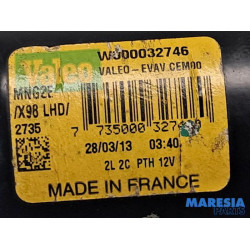 Valeo
W000032746
VALEO - EVAV CEM00
MNG2E
/X98 LHD/
2735
7 735000 327
28/03/13 03:40
2L 2C PTH 12V
MADE IN FRANCE
MARESIA
PARTS